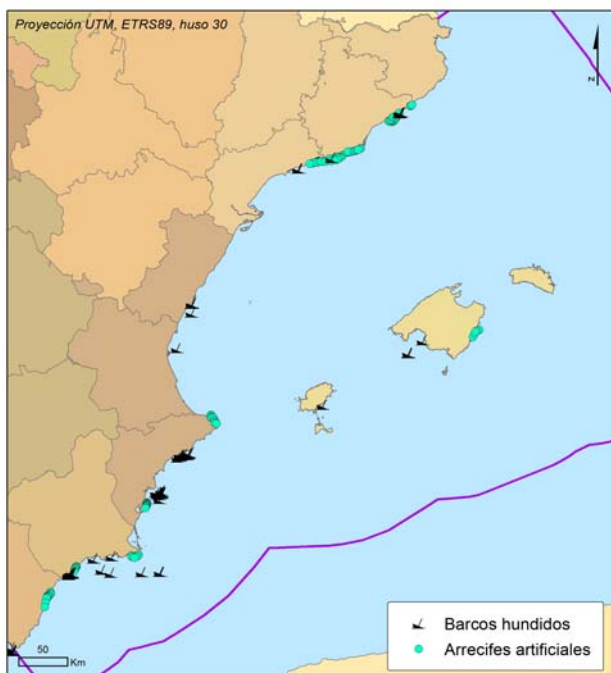 Proyección UTM, ETRS89, huso 30
N
Barcos hundidos
Arrecifes artificiales
50
Km